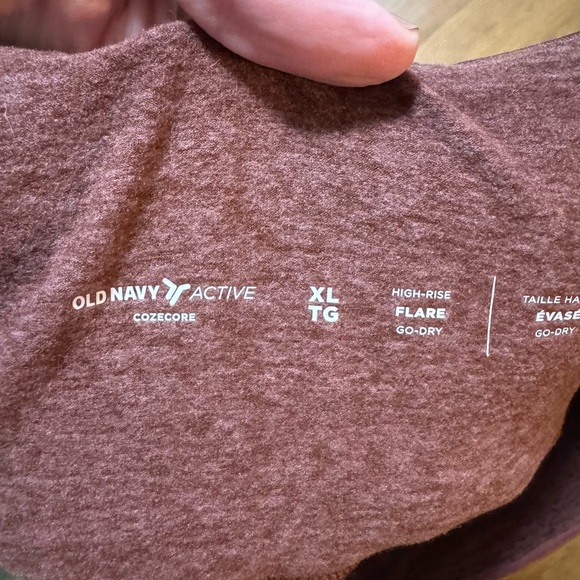 OLD NAVY ACTIVE
COZECORE
XL
TG
HIGH-RISE
FLARE
GO-DRY
TAILLE HA
ÉVASÉ
GO-DRY